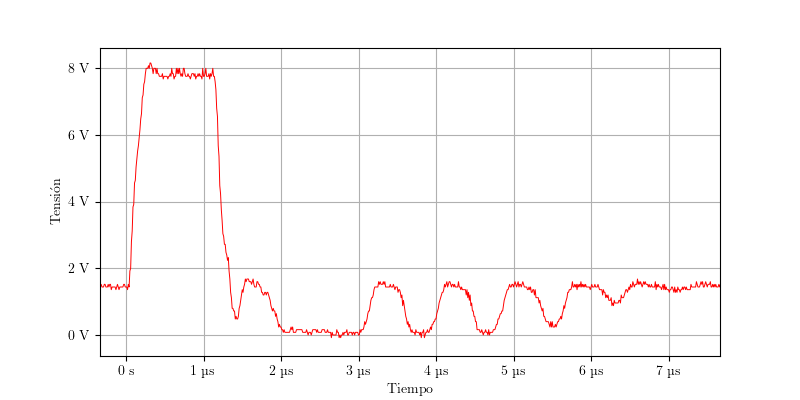 8 V
6 V
4 V
2 V
0 V
Tensión
0 s 1 µs 2 µs 3 µs 4 µs 5 µs 6 µs 7 µs
Tiempo